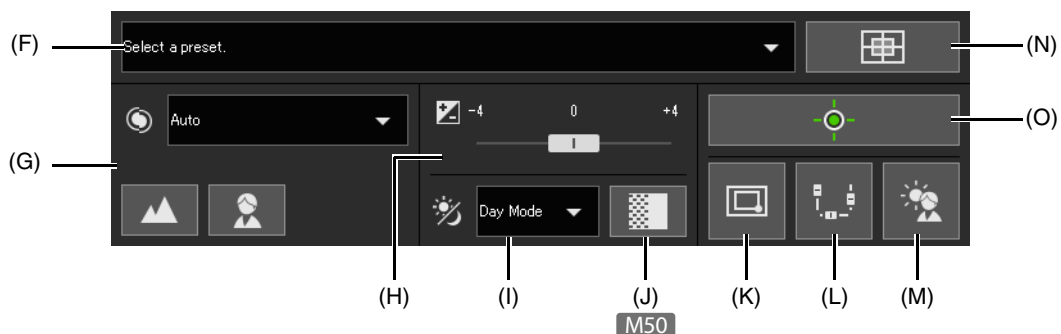 (F)
Select a preset.
(N)
Auto
-4 0 +4
(O)
(G)
Day Mode
(H) (I) (J) (K) (L) (M)
M50